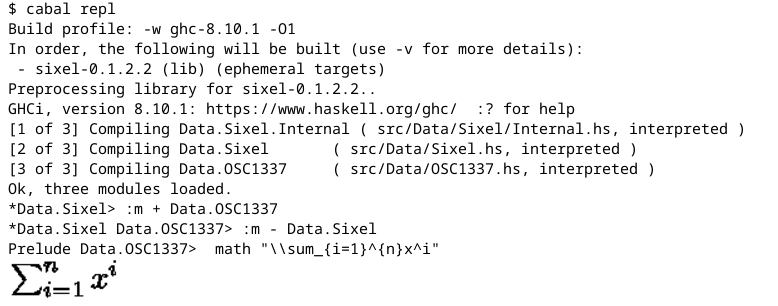 $ cabal repl
Build profile: -w ghc-8.10.1 -O1
In order, the following will be built (use -v for more details):
 - sixel-0.1.2.2 (lib) (ephemeral targets)
Preprocessing library for sixel-0.1.2.2..
GHCi, version 8.10.1: https://www.haskell.org/ghc/  :? for help
[1 of 3] Compiling Data.Sixel.Internal ( src/Data/Sixel/Internal.hs, interpreted )
[2 of 3] Compiling Data.Sixel       ( src/Data/Sixel.hs, interpreted )
[3 of 3] Compiling Data.OSC1337     ( src/Data/OSC1337.hs, interpreted )
Ok, three modules loaded.
*Data.Sixel> :m + Data.OSC1337
*Data.Sixel Data.OSC1337> :m - Data.Sixel
Prelude Data.OSC1337>  math "\\sum_{i=1}^{n}x^i"
∑_{i=1}^{n} x^i